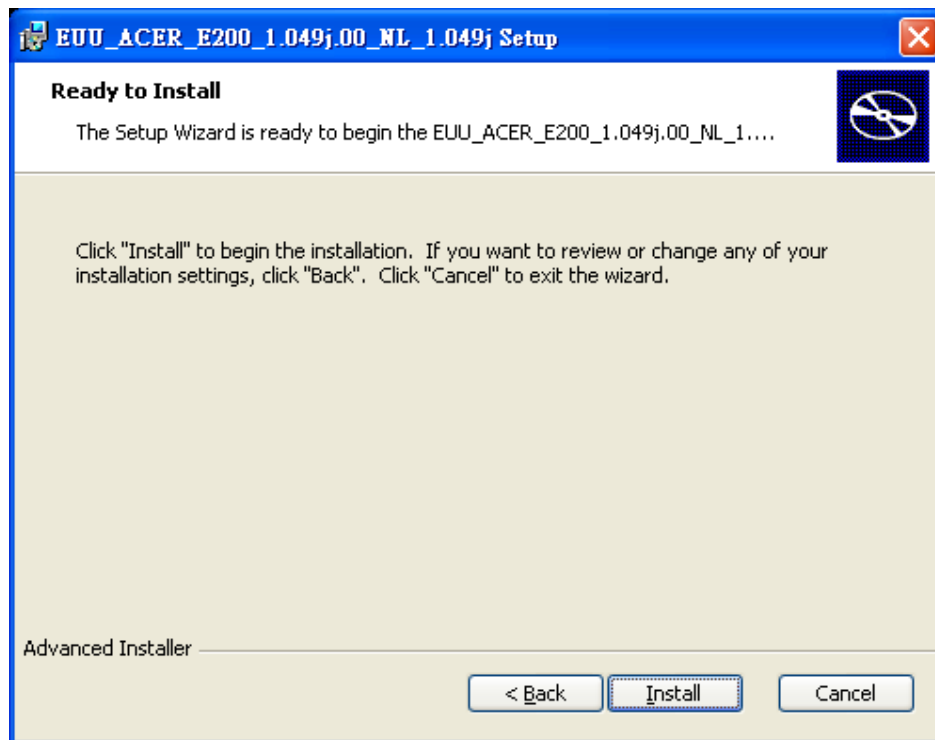 EUU_ACER_E200_1.049j.00_NL_1.049j Setup
Ready to Install
The Setup Wizard is ready to begin the EUU_ACER_E200_1.049j.00_NL_1....
Click "Install" to begin the installation. If you want to review or change any of your
installation settings, click "Back". Click "Cancel" to exit the wizard.
Advanced Installer
< Back
Install
Cancel